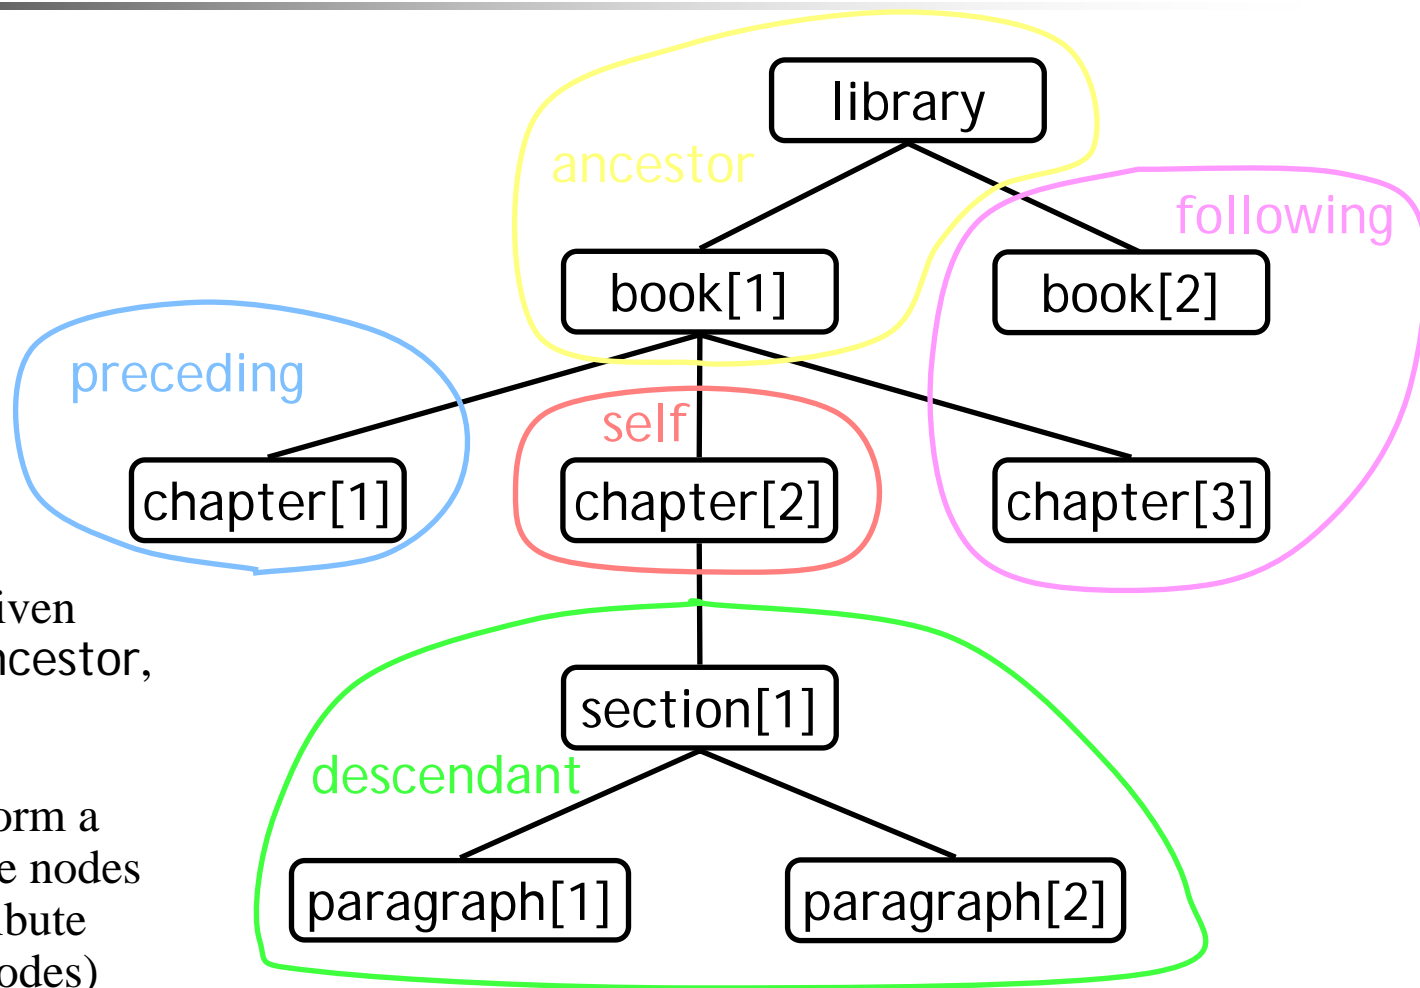 library
ancestor
following
book[1]
book[2]
preceding
self
chapter[1]
chapter[2]
chapter[3]
iven
ncestor,
section[1]
descendant
orm a
e nodes
ibute
odes)
paragraph[1]
paragraph[2]